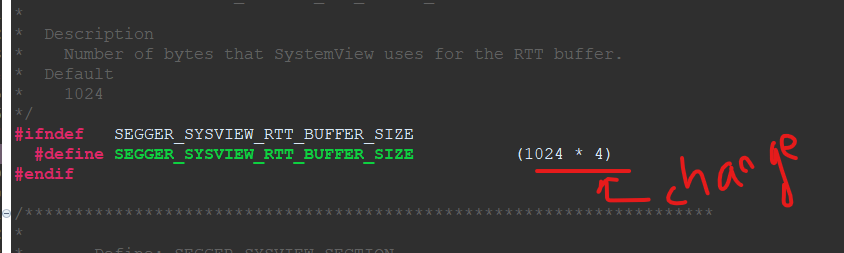 *
* Description
* Number of bytes that SystemView uses for the RTT buffer.
* Default
* 1024
*/
#ifndef SEGGER_SYSVIEW_RTT_BUFFER_SIZE
#define SEGGER_SYSVIEW_RTT_BUFFER_SIZE (1024 * 4)
change
#endif
/*********************************************************************
*
* Define: SEGGER_SYSVIEW_SECTION